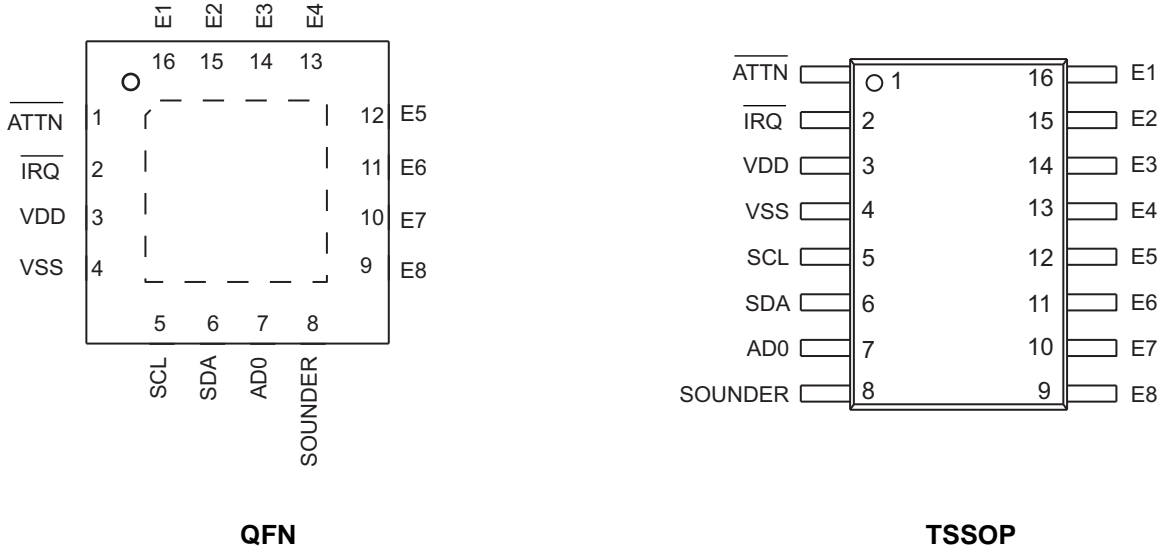 E1 E2 E3 E4
16 15 14 13
ATTN 1
IRQ 2
VDD 3
VSS 4
12 E5
11 E6
10 E7
9 E8
5 6 7 8
SCL SDA AD0 SOUNDER
QFN
ATTN 1 16 E1
IRQ 2 15 E2
VDD 3 14 E3
VSS 4 13 E4
SCL 5 12 E5
SDA 6 11 E6
AD0 7 10 E7
SOUNDER 8 9 E8
TSSOP